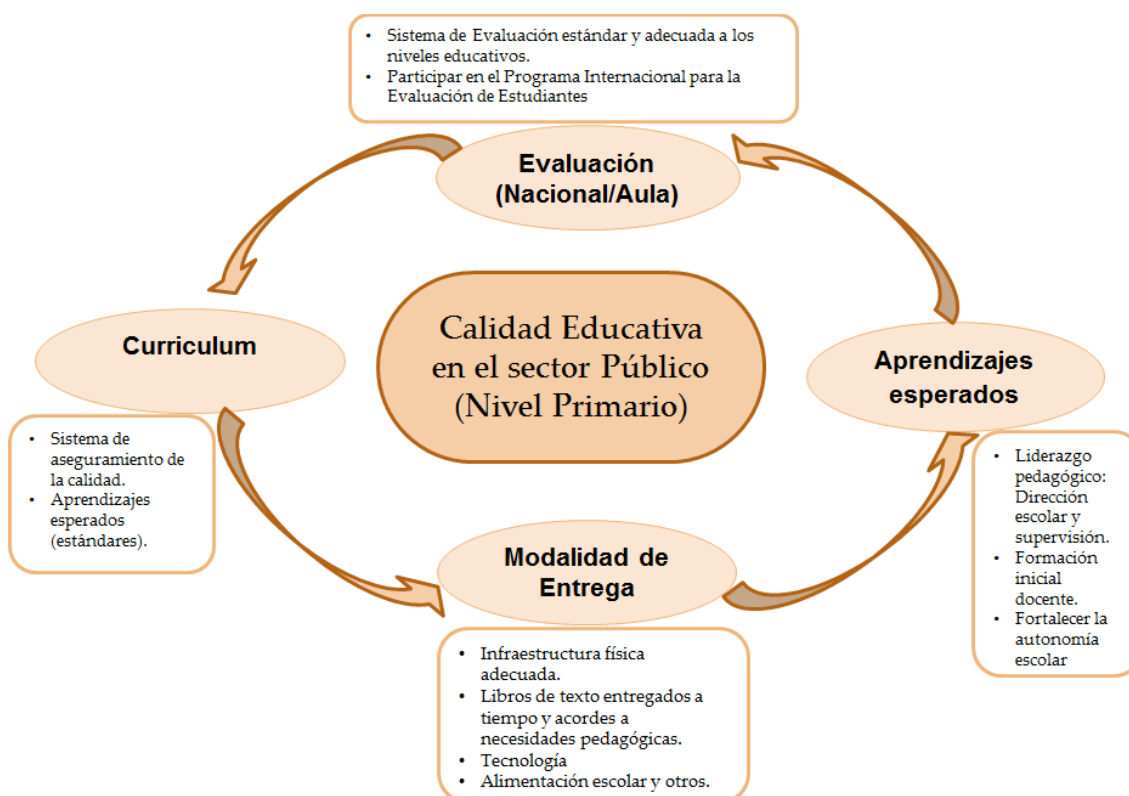 • Sistema de Evaluación estándar y adecuada a los
niveles educativos.
• Participar en el Programa Internacional para la
Evaluación de Estudiantes
Evaluación
(Nacional/Aula)
Calidad Educativa
en el sector Público
(Nivel Primario)
Curriculum
• Sistema de
aseguramiento de
la calidad.
• Aprendizajes
esperados
(estándares).
Aprendizajes
esperados
• Liderazgo
pedagógico:
Dirección
escolar y
supervisión.
• Formación
inicial
docente.
• Fortalecer la
autonomía
escolar
Modalidad de
Entrega
• Infraestructura física
adecuada.
• Libros de texto entregados a
tiempo y acordes a
necesidades pedagógicas.
• Tecnología
• Alimentación escolar y otros.